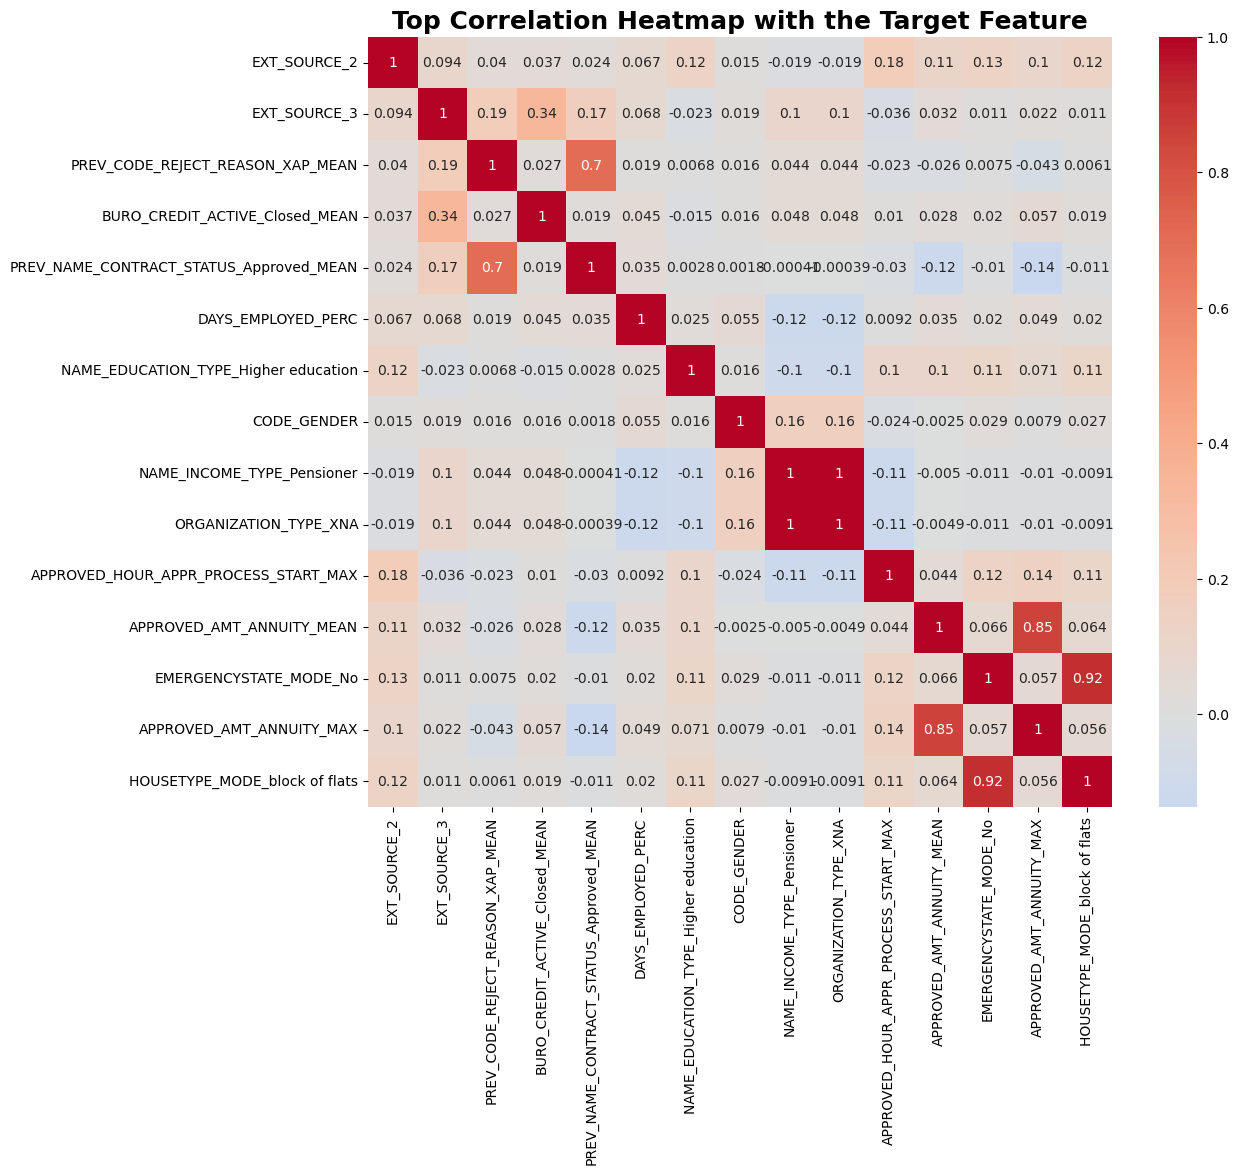 Top Correlation Heatmap with the Target Feature
EXT_SOURCE_2 1 0.094 0.04 0.037 0.024 0.067 0.12 0.015 -0.019 -0.019 0.18 0.11 0.13 0.1 0.12
EXT_SOURCE_3 0.094 1 0.19 0.34 0.17 0.068 -0.023 0.019 0.1 0.1 -0.036 0.032 0.011 0.022 0.011
PREV_CODE_REJECT_REASON_XAP_MEAN 0.04 0.19 1 0.027 0.7 0.019 0.0068 0.016 0.044 0.044 -0.023 -0.026 0.0075 -0.043 0.0061
BURO_CREDIT_ACTIVE_Closed_MEAN 0.037 0.34 0.027 1 0.019 0.045 -0.015 0.016 0.048 0.048 0.01 0.028 0.02 0.057 0.019
PREV_NAME_CONTRACT_STATUS_Approved_MEAN 0.024 0.17 0.7 0.019 1 0.035 0.0028 0.0018 -0.00041 -0.00039 -0.03 -0.12 -0.01 -0.14 -0.011
DAYS_EMPLOYED_PERC 0.067 0.068 0.019 0.045 0.035 1 0.025 0.055 -0.12 -0.12 0.0092 0.035 0.02 0.049 0.02
NAME_EDUCATION_TYPE_Higher education 0.12 -0.023 0.0068 -0.015 0.0028 0.025 1 0.016 -0.1 -0.1 0.1 0.1 0.11 0.071 0.11
CODE_GENDER 0.015 0.019 0.016 0.016 0.0018 0.055 0.016 1 0.16 0.16 -0.024 -0.0025 0.029 0.0079 0.027
NAME_INCOME_TYPE_Pensioner -0.019 0.1 0.044 0.048 -0.00041 -0.12 -0.1 0.16 1 1 -0.11 -0.005 -0.011 -0.01 -0.0091
ORGANIZATION_TYPE_XNA -0.019 0.1 0.044 0.048 -0.00039 -0.12 -0.1 0.16 1 1 -0.11 -0.0049 -0.011 -0.01 -0.0091
APPROVED_HOUR_APPR_PROCESS_START_MAX 0.18 -0.036 -0.023 0.01 -0.03 0.0092 0.1 -0.024 -0.11 -0.11 1 0.044 0.12 0.14 0.11
APPROVED_AMT_ANNUITY_MEAN 0.11 0.032 -0.026 0.028 -0.12 0.035 0.1 -0.0025 -0.005 -0.0049 0.044 1 0.066 0.85 0.064
EMERGENCYSTATE_MODE_No 0.13 0.011 0.0075 0.02 -0.01 0.02 0.11 0.029 -0.011 -0.011 0.12 0.066 1 0.057 0.92
APPROVED_AMT_ANNUITY_MAX 0.1 0.022 -0.043 0.057 -0.14 0.049 0.071 0.0079 -0.01 -0.01 0.14 0.85 0.057 1 0.056
HOUSETYPE_MODE_block of flats 0.12 0.011 0.0061 0.019 -0.011 0.02 0.11 0.027 -0.0091 -0.0091 0.11 0.064 0.92 0.056 1
EXT_SOURCE_2
EXT_SOURCE_3
PREV_CODE_REJECT_REASON_XAP_MEAN
BURO_CREDIT_ACTIVE_Closed_MEAN
PREV_NAME_CONTRACT_STATUS_Approved_MEAN
DAYS_EMPLOYED_PERC
NAME_EDUCATION_TYPE_Higher education
CODE_GENDER
NAME_INCOME_TYPE_Pensioner
ORGANIZATION_TYPE_XNA
APPROVED_HOUR_APPR_PROCESS_START_MAX
APPROVED_AMT_ANNUITY_MEAN
EMERGENCYSTATE_MODE_No
APPROVED_AMT_ANNUITY_MAX
HOUSETYPE_MODE_block of flats
1.0
0.8
0.6
0.4
0.2
0.0